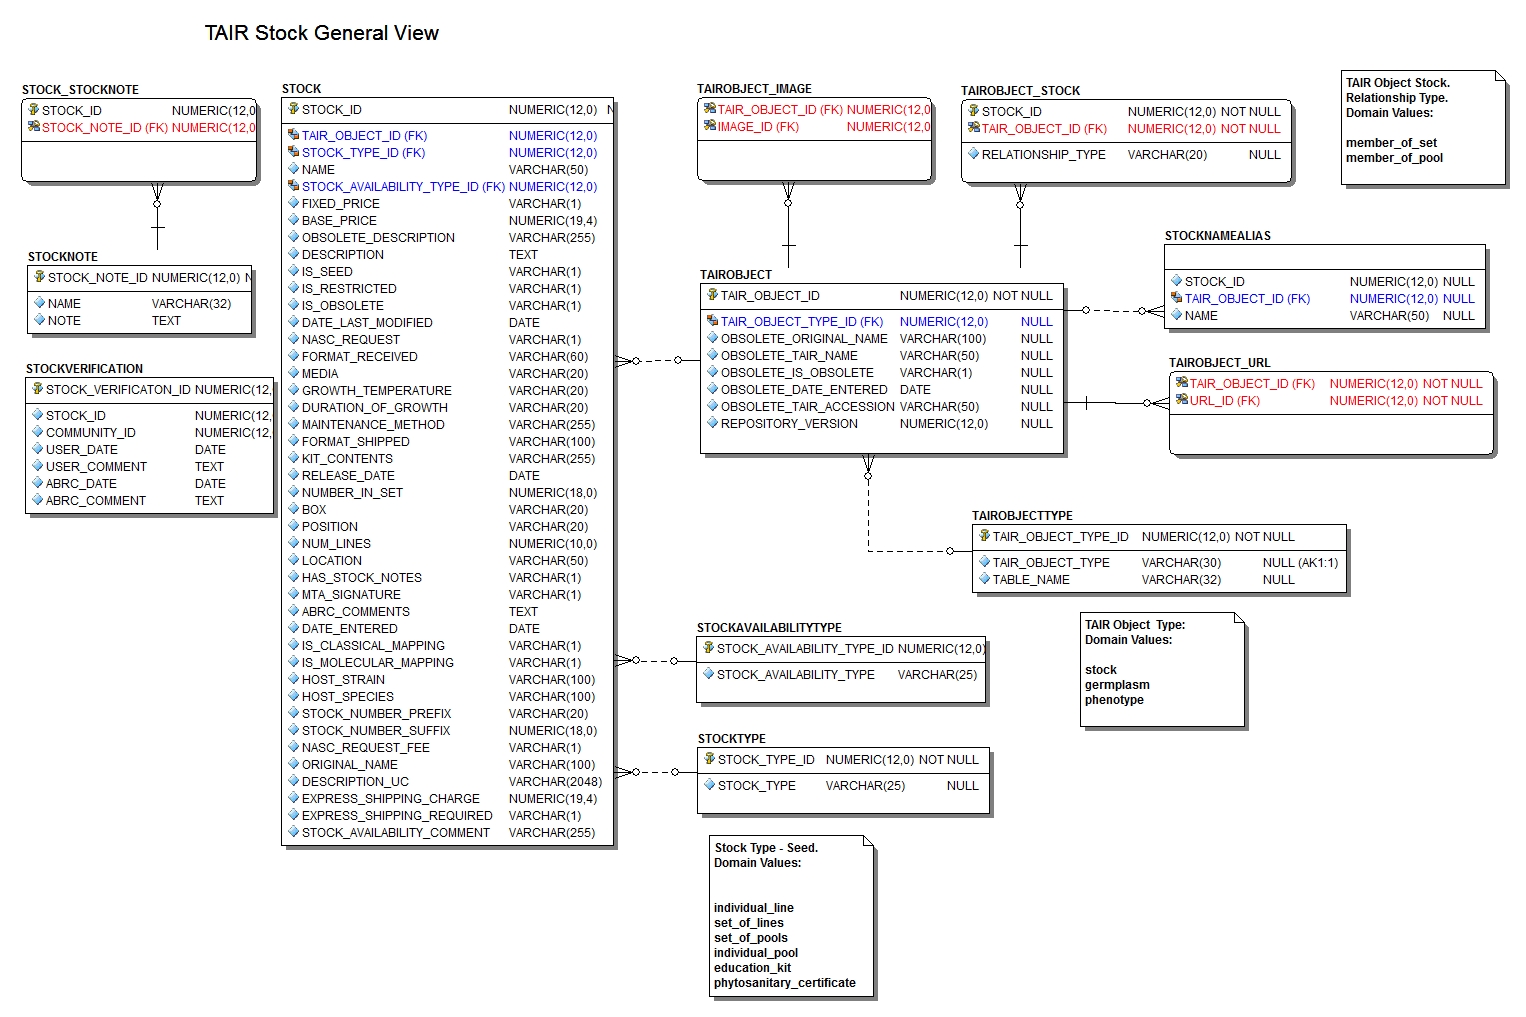 TAIR Stock General View
STOCK_STOCKNOTE
STOCK_ID NUMERIC(12,0
STOCK_NOTE_ID (FK) NUMERIC(12,0
STOCKNOTE
STOCK_NOTE_ID NUMERIC(12,0) N
NAME VARCHAR(32)
NOTE TEXT
STOCKVERIFICATION
STOCK_VERIFICATON_ID NUMERIC(12,
STOCK_ID NUMERIC(12,
COMMUNITY_ID NUMERIC(12,
USER_DATE DATE
USER_COMMENT TEXT
ABRC_DATE DATE
ABRC_COMMENT TEXT
STOCK
STOCK_ID NUMERIC(12,0) N
TAIR_OBJECT_ID (FK) NUMERIC(12,0)
STOCK_TYPE_ID (FK) NUMERIC(12,0)
NAME VARCHAR(50)
STOCK_AVAILABILITY_TYPE_ID (FK) NUMERIC(12,0)
FIXED_PRICE VARCHAR(1)
BASE_PRICE NUMERIC(19,4)
OBSOLETE_DESCRIPTION VARCHAR(255)
DESCRIPTION TEXT
IS_SEED VARCHAR(1)
IS_RESTRICTED VARCHAR(1)
IS_OBSOLETE VARCHAR(1)
DATE_LAST_MODIFIED DATE
NASC_REQUEST VARCHAR(1)
FORMAT_RECEIVED VARCHAR(60)
MEDIA VARCHAR(20)
GROWTH_TEMPERATURE VARCHAR(20)
DURATION_OF_GROWTH VARCHAR(20)
MAINTENANCE_METHOD VARCHAR(255)
FORMAT_SHIPPED VARCHAR(100)
KIT_CONTENTS VARCHAR(255)
RELEASE_DATE DATE
NUMBER_IN_SET NUMERIC(18,0)
BOX VARCHAR(20)
POSITION VARCHAR(20)
NUM_LINES NUMERIC(10,0)
LOCATION VARCHAR(50)
HAS_STOCK_NOTES VARCHAR(1)
MTA_SIGNATURE VARCHAR(1)
ABRC_COMMENTS TEXT
DATE_ENTERED DATE
IS_CLASSICAL_MAPPING VARCHAR(1)
IS_MOLECULAR_MAPPING VARCHAR(1)
HOST_STRAIN VARCHAR(100)
HOST_SPECIES VARCHAR(100)
STOCK_NUMBER_PREFIX VARCHAR(20)
STOCK_NUMBER_SUFFIX NUMERIC(18,0)
NASC_REQUEST_FEE VARCHAR(1)
ORIGINAL_NAME VARCHAR(100)
DESCRIPTION_UC VARCHAR(2048)
EXPRESS_SHIPPING_CHARGE NUMERIC(19,4)
EXPRESS_SHIPPING_REQUIRED VARCHAR(1)
STOCK_AVAILABILITY_COMMENT VARCHAR(255)
TAIROBJECT_IMAGE
TAIR_OBJECT_ID (FK) NUMERIC(12,0
IMAGE_ID (FK) NUMERIC(12,0
TAIROBJECT_STOCK
STOCK_ID NUMERIC(12,0) NOT NULL
TAIR_OBJECT_ID (FK) NUMERIC(12,0) NOT NULL
RELATIONSHIP_TYPE VARCHAR(20) NULL
TAIR Object Stock.
Relationship Type.
Domain Values:
member_of_set
member_of_pool
STOCKNAMEALIAS
STOCK_ID NUMERIC(12,0) NULL
TAIR_OBJECT_ID (FK) NUMERIC(12,0) NULL
NAME VARCHAR(50) NULL
TAIROBJECT
TAIR_OBJECT_ID NUMERIC(12,0) NOT NULL
TAIR_OBJECT_TYPE_ID (FK) NUMERIC(12,0) NULL
OBSOLETE_ORIGINAL_NAME VARCHAR(100) NULL
OBSOLETE_TAIR_NAME VARCHAR(50) NULL
OBSOLETE_IS_OBSOLETE VARCHAR(1) NULL
OBSOLETE_DATE_ENTERED DATE NULL
OBSOLETE_TAIR_ACCESSION VARCHAR(50) NULL
REPOSITORY_VERSION NUMERIC(12,0) NULL
TAIROBJECT_URL
TAIR_OBJECT_ID (FK) NUMERIC(12,0) NOT NULL
URL_ID (FK) NUMERIC(12,0) NOT NULL
TAIROBJECTTYPE
TAIR_OBJECT_TYPE_ID NUMERIC(12,0) NOT NULL
TAIR_OBJECT_TYPE VARCHAR(30) NULL (AK1:1)
TABLE_NAME VARCHAR(32) NULL
TAIR Object Type:
Domain Values:
stock
germplasm
phenotype
STOCKAVAILABILITYTYPE
STOCK_AVAILABILITY_TYPE_ID NUMERIC(12,0)
STOCK_AVAILABILITY_TYPE VARCHAR(25)
STOCKTYPE
STOCK_TYPE_ID NUMERIC(12,0) NOT NULL
STOCK_TYPE VARCHAR(25) NULL
Stock Type - Seed.
Domain Values:
individual_line
set_of_lines
set_of_pools
individual_pool
education_kit
phytosanitary_certificate